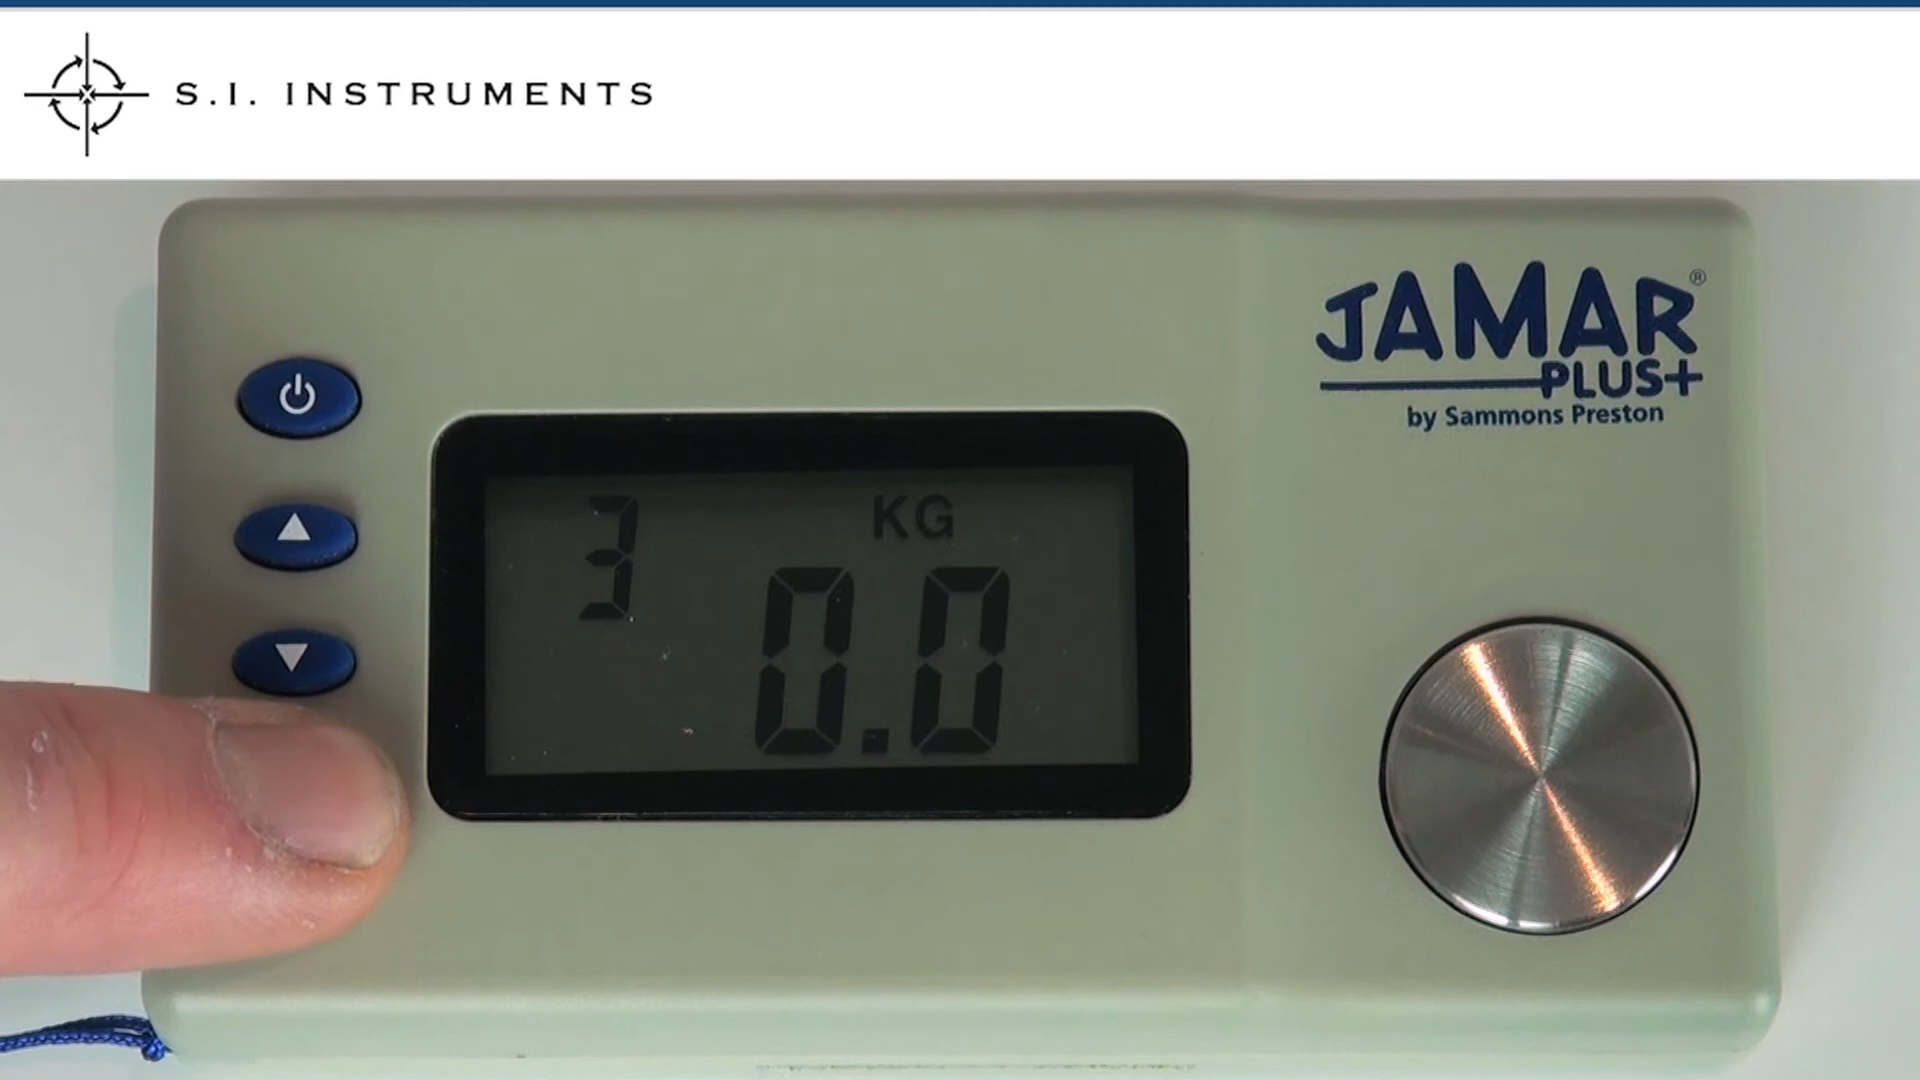 S.I. INSTRUMENTS
JAMAR®
PLUS+
by Sammons Preston
3 KG
0.0